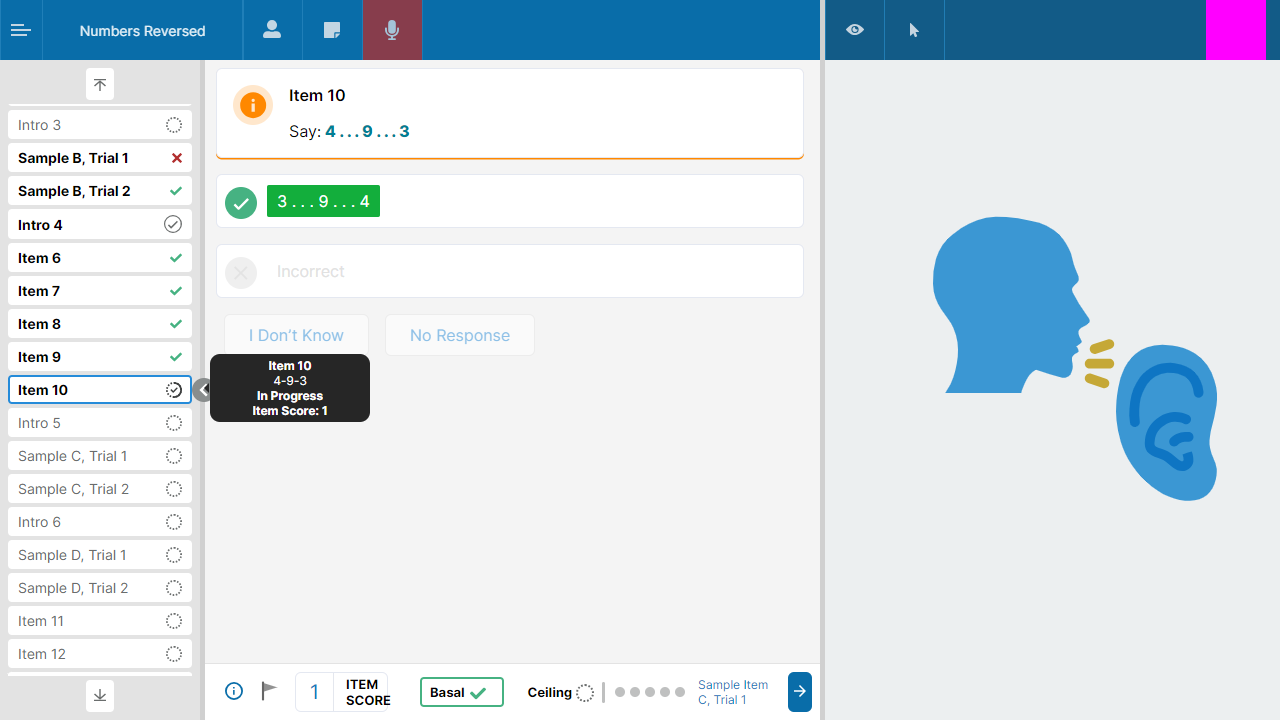 Numbers Reversed
Intro 3
Sample B, Trial 1
Sample B, Trial 2
Intro 4
Item 6
Item 7
Item 8
Item 9
Item 10
Intro 5
Sample C, Trial 1
Sample C, Trial 2
Intro 6
Sample D, Trial 1
Sample D, Trial 2
Item 11
Item 12
Item 10
Say: 4 . . . 9 . . . 3
3 . . . 9 . . . 4
Incorrect
I Don't Know
No Response
Item 10
4-9-3
In Progress
Item Score: 1
1
ITEM
SCORE
Basal
Ceiling
Sample Item
C, Trial 1